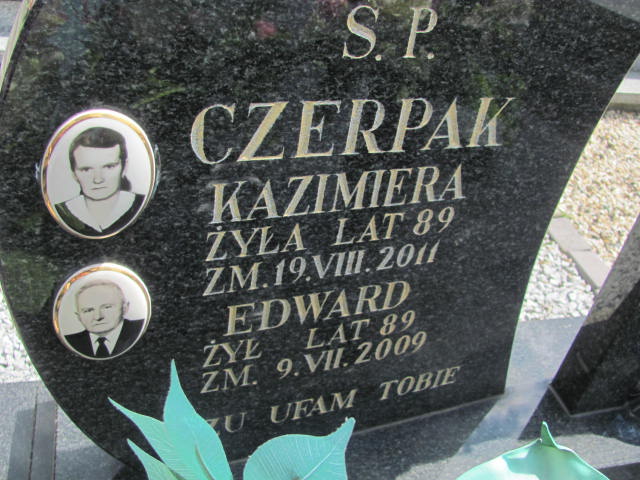 Ś. P.
CZERPAK
KAZIMIERA
ŻYŁA LAT 89
ZM. 19.VIII.2011
EDWARD
ŻYŁ LAT 89
ZM. 9.VII.2009
ZU UFAM TOBIE